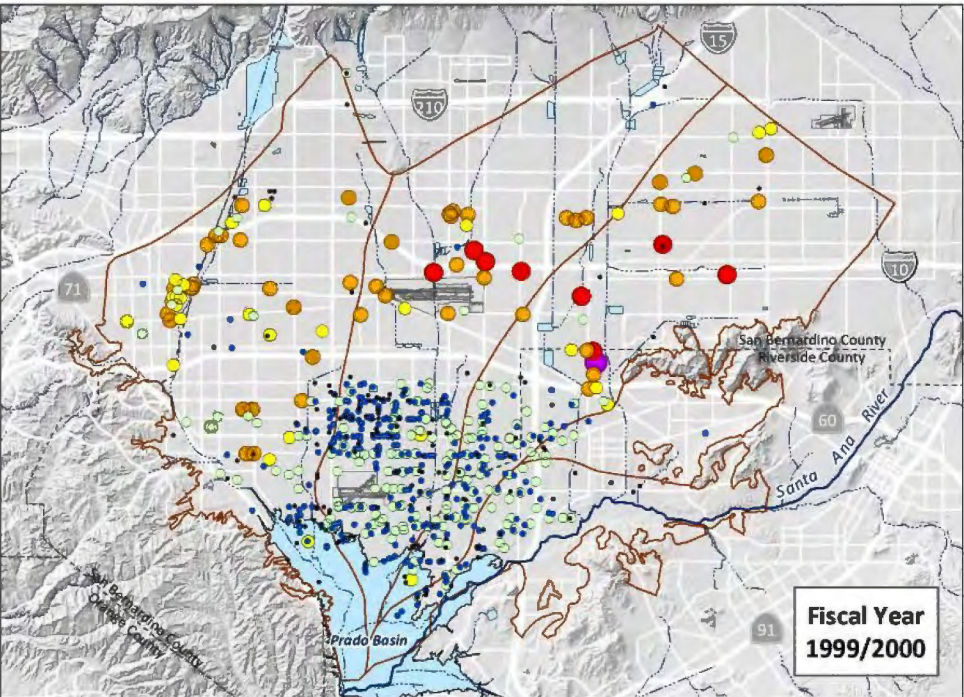 15
210
10
71
San Bernardino County
Riverside County
60
Santa Ana River
San Bernardino County
Orange County
Prado Basin
91
Fiscal Year
1999/2000